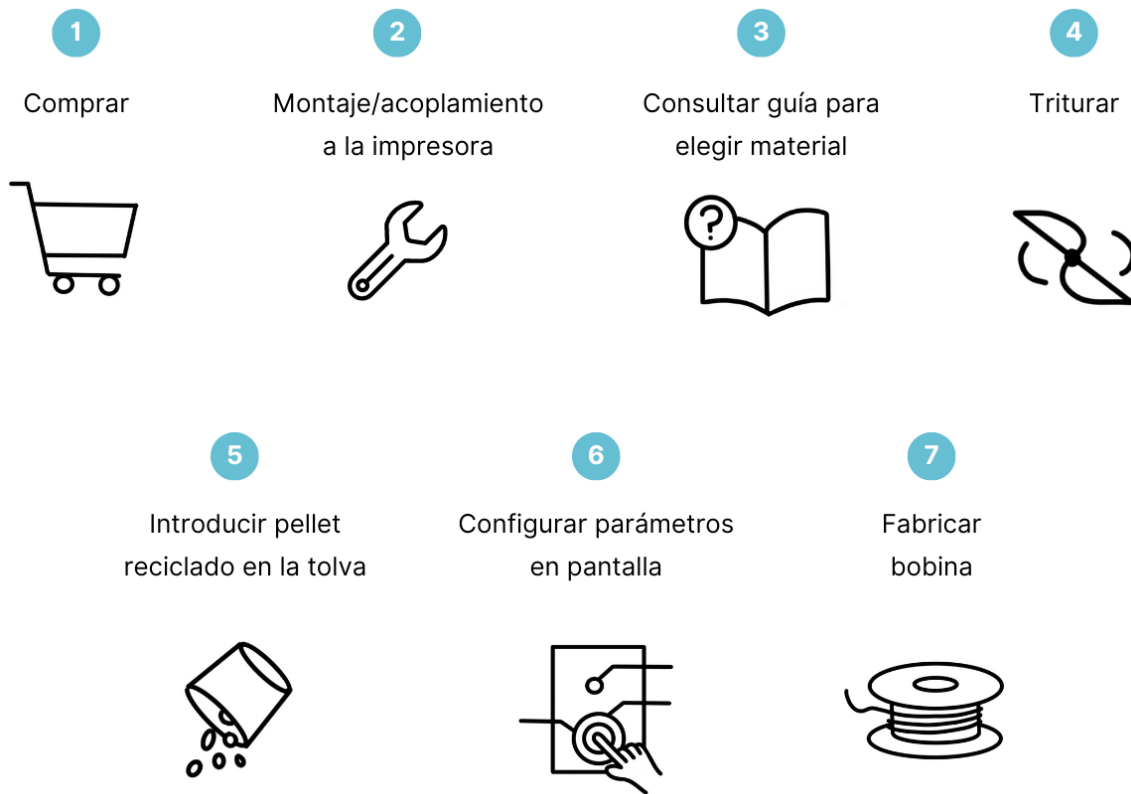 1
Comprar
2
Montaje/acoplamiento
a la impresora
3
Consultar guía para
elegir material
?
4
Triturar
5
Introducir pellet
reciclado en la tolva
6
Configurar parámetros
en pantalla
7
Fabricar
bobina